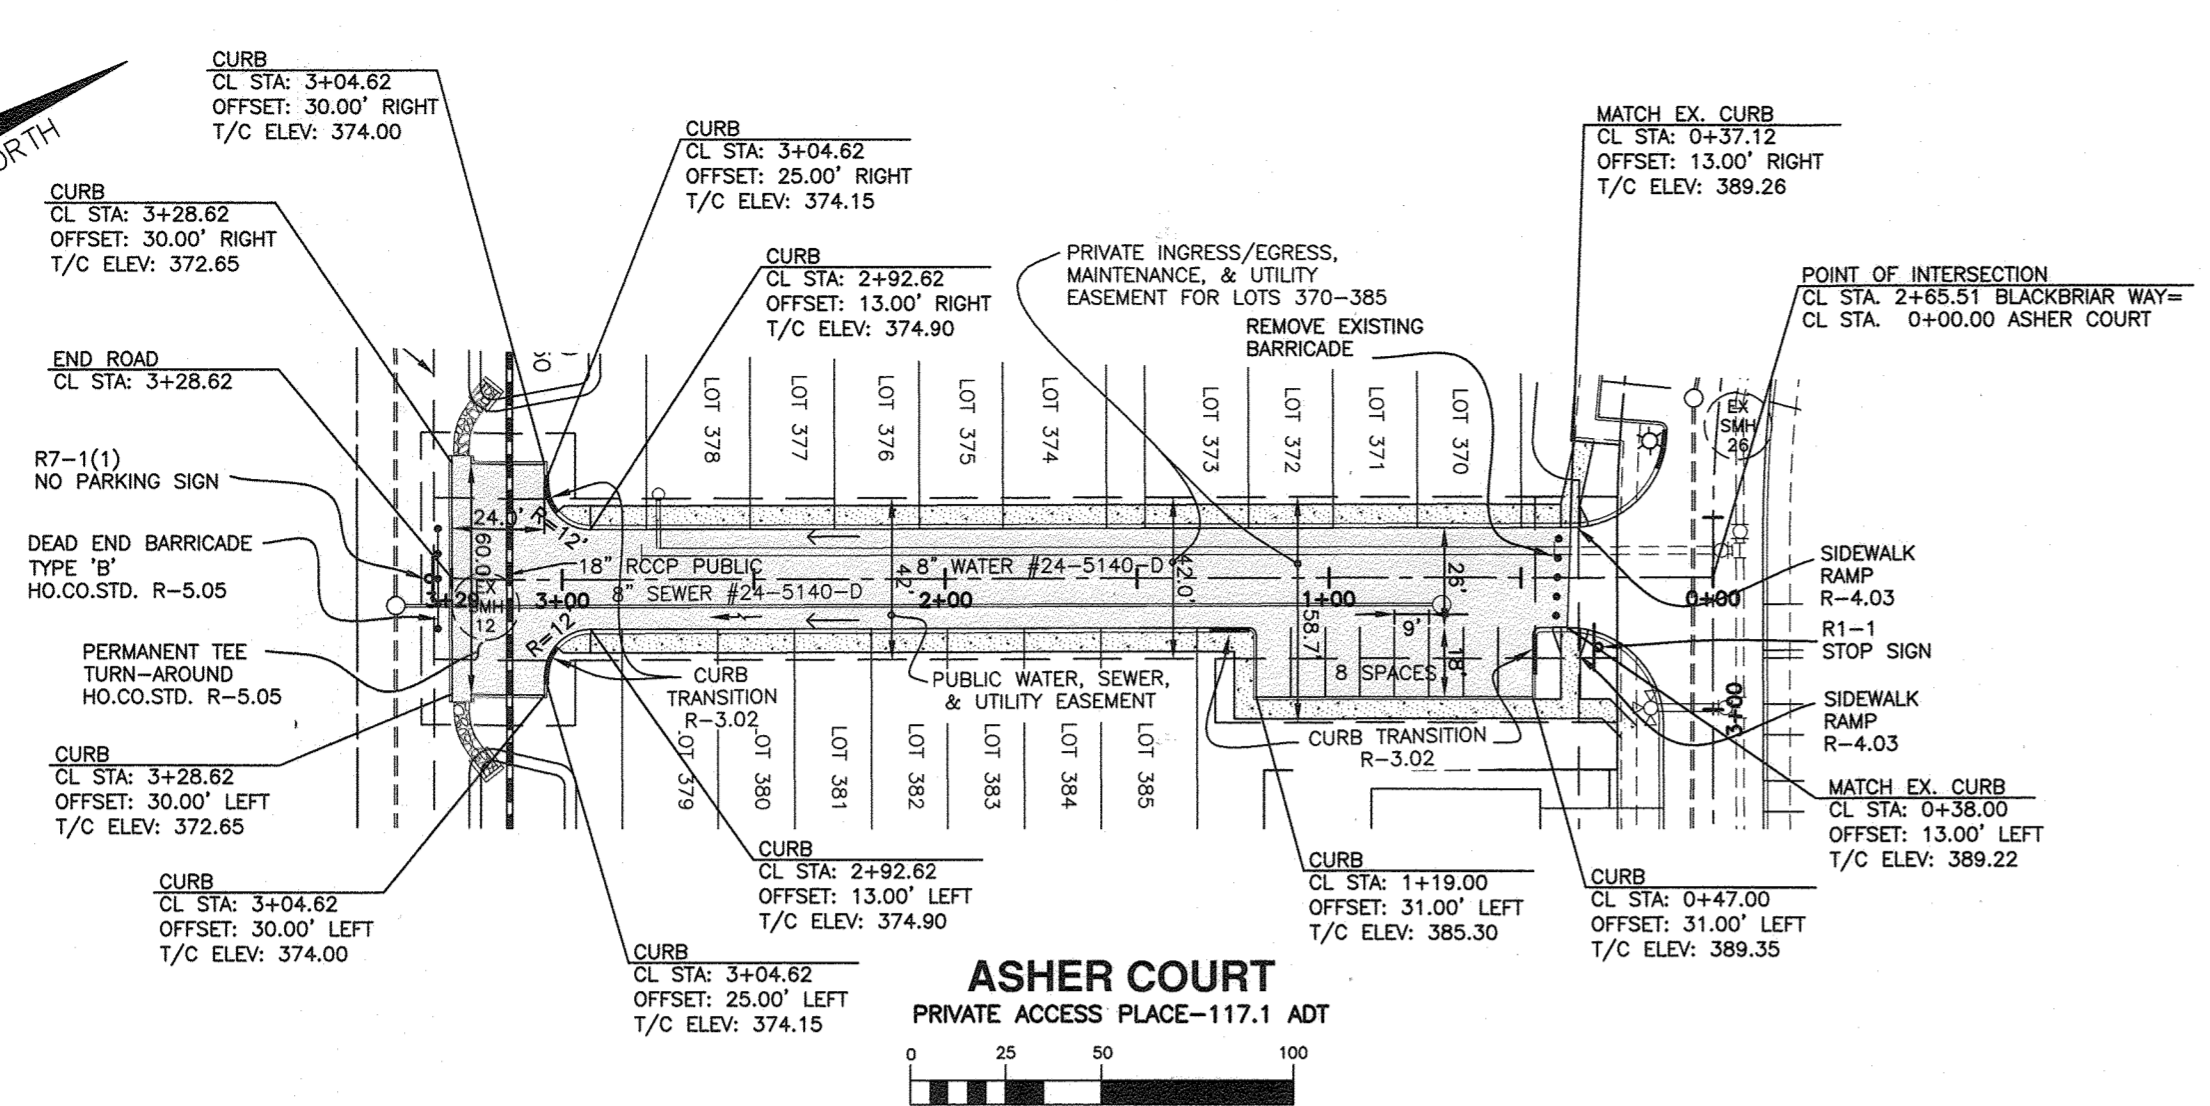 CURB
CL STA: 3+04.62
OFFSET: 30.00' RIGHT
T/C ELEV: 374.00
CURB
CL STA: 3+04.62
OFFSET: 25.00' RIGHT
T/C ELEV: 374.15
MATCH EX. CURB
CL STA: 0+37.12
OFFSET: 13.00' RIGHT
T/C ELEV: 389.26
CURB
CL STA: 3+28.62
OFFSET: 30.00' RIGHT
T/C ELEV: 372.65
CURB
CL STA: 2+92.62
OFFSET: 13.00' RIGHT
T/C ELEV: 374.90
PRIVATE INGRESS/EGRESS,
MAINTENANCE, & UTILITY
EASEMENT FOR LOTS 370-385
REMOVE EXISTING
BARRICADE
POINT OF INTERSECTION
CL STA. 2+65.51 BLACKBRIAR WAY=
CL STA. 0+00.00 ASHER COURT
END ROAD
CL STA: 3+28.62
R7-1(1)
NO PARKING SIGN
DEAD END BARRICADE
TYPE 'B'
HO.CO.STD. R-5.05
PERMANENT TEE
TURN-AROUND
HO.CO.STD. R-5.05
LOT 378
LOT 377
LOT 376
LOT 375
LOT 374
LOT 373
LOT 372
LOT 371
LOT 370
EX
SMH
26
24.0'
R=12'
60.0'
18" RCCP PUBLIC
8" WATER #24-5140-D
8" SEWER #24-5140-D
EX
MH
12
3+29
3+00
2+00
1+00
0+00
3+00
42'
42.0'
58.7'
26'
9'
18'
8 SPACES
R=12'
SIDEWALK
RAMP
R-4.03
R1-1
STOP SIGN
SIDEWALK
RAMP
R-4.03
CURB
TRANSITION
R-3.02
PUBLIC WATER, SEWER,
& UTILITY EASEMENT
CURB TRANSITION
R-3.02
LOT 379
LOT 380
LOT 381
LOT 382
LOT 383
LOT 384
LOT 385
CURB
CL STA: 3+28.62
OFFSET: 30.00' LEFT
T/C ELEV: 372.65
MATCH EX. CURB
CL STA: 0+38.00
OFFSET: 13.00' LEFT
T/C ELEV: 389.22
CURB
CL STA: 3+04.62
OFFSET: 30.00' LEFT
T/C ELEV: 374.00
CURB
CL STA: 2+92.62
OFFSET: 13.00' LEFT
T/C ELEV: 374.90
CURB
CL STA: 1+19.00
OFFSET: 31.00' LEFT
T/C ELEV: 385.30
CURB
CL STA: 0+47.00
OFFSET: 31.00' LEFT
T/C ELEV: 389.35
CURB
CL STA: 3+04.62
OFFSET: 25.00' LEFT
T/C ELEV: 374.15
ASHER COURT
PRIVATE ACCESS PLACE-117.1 ADT
0 25 50 100